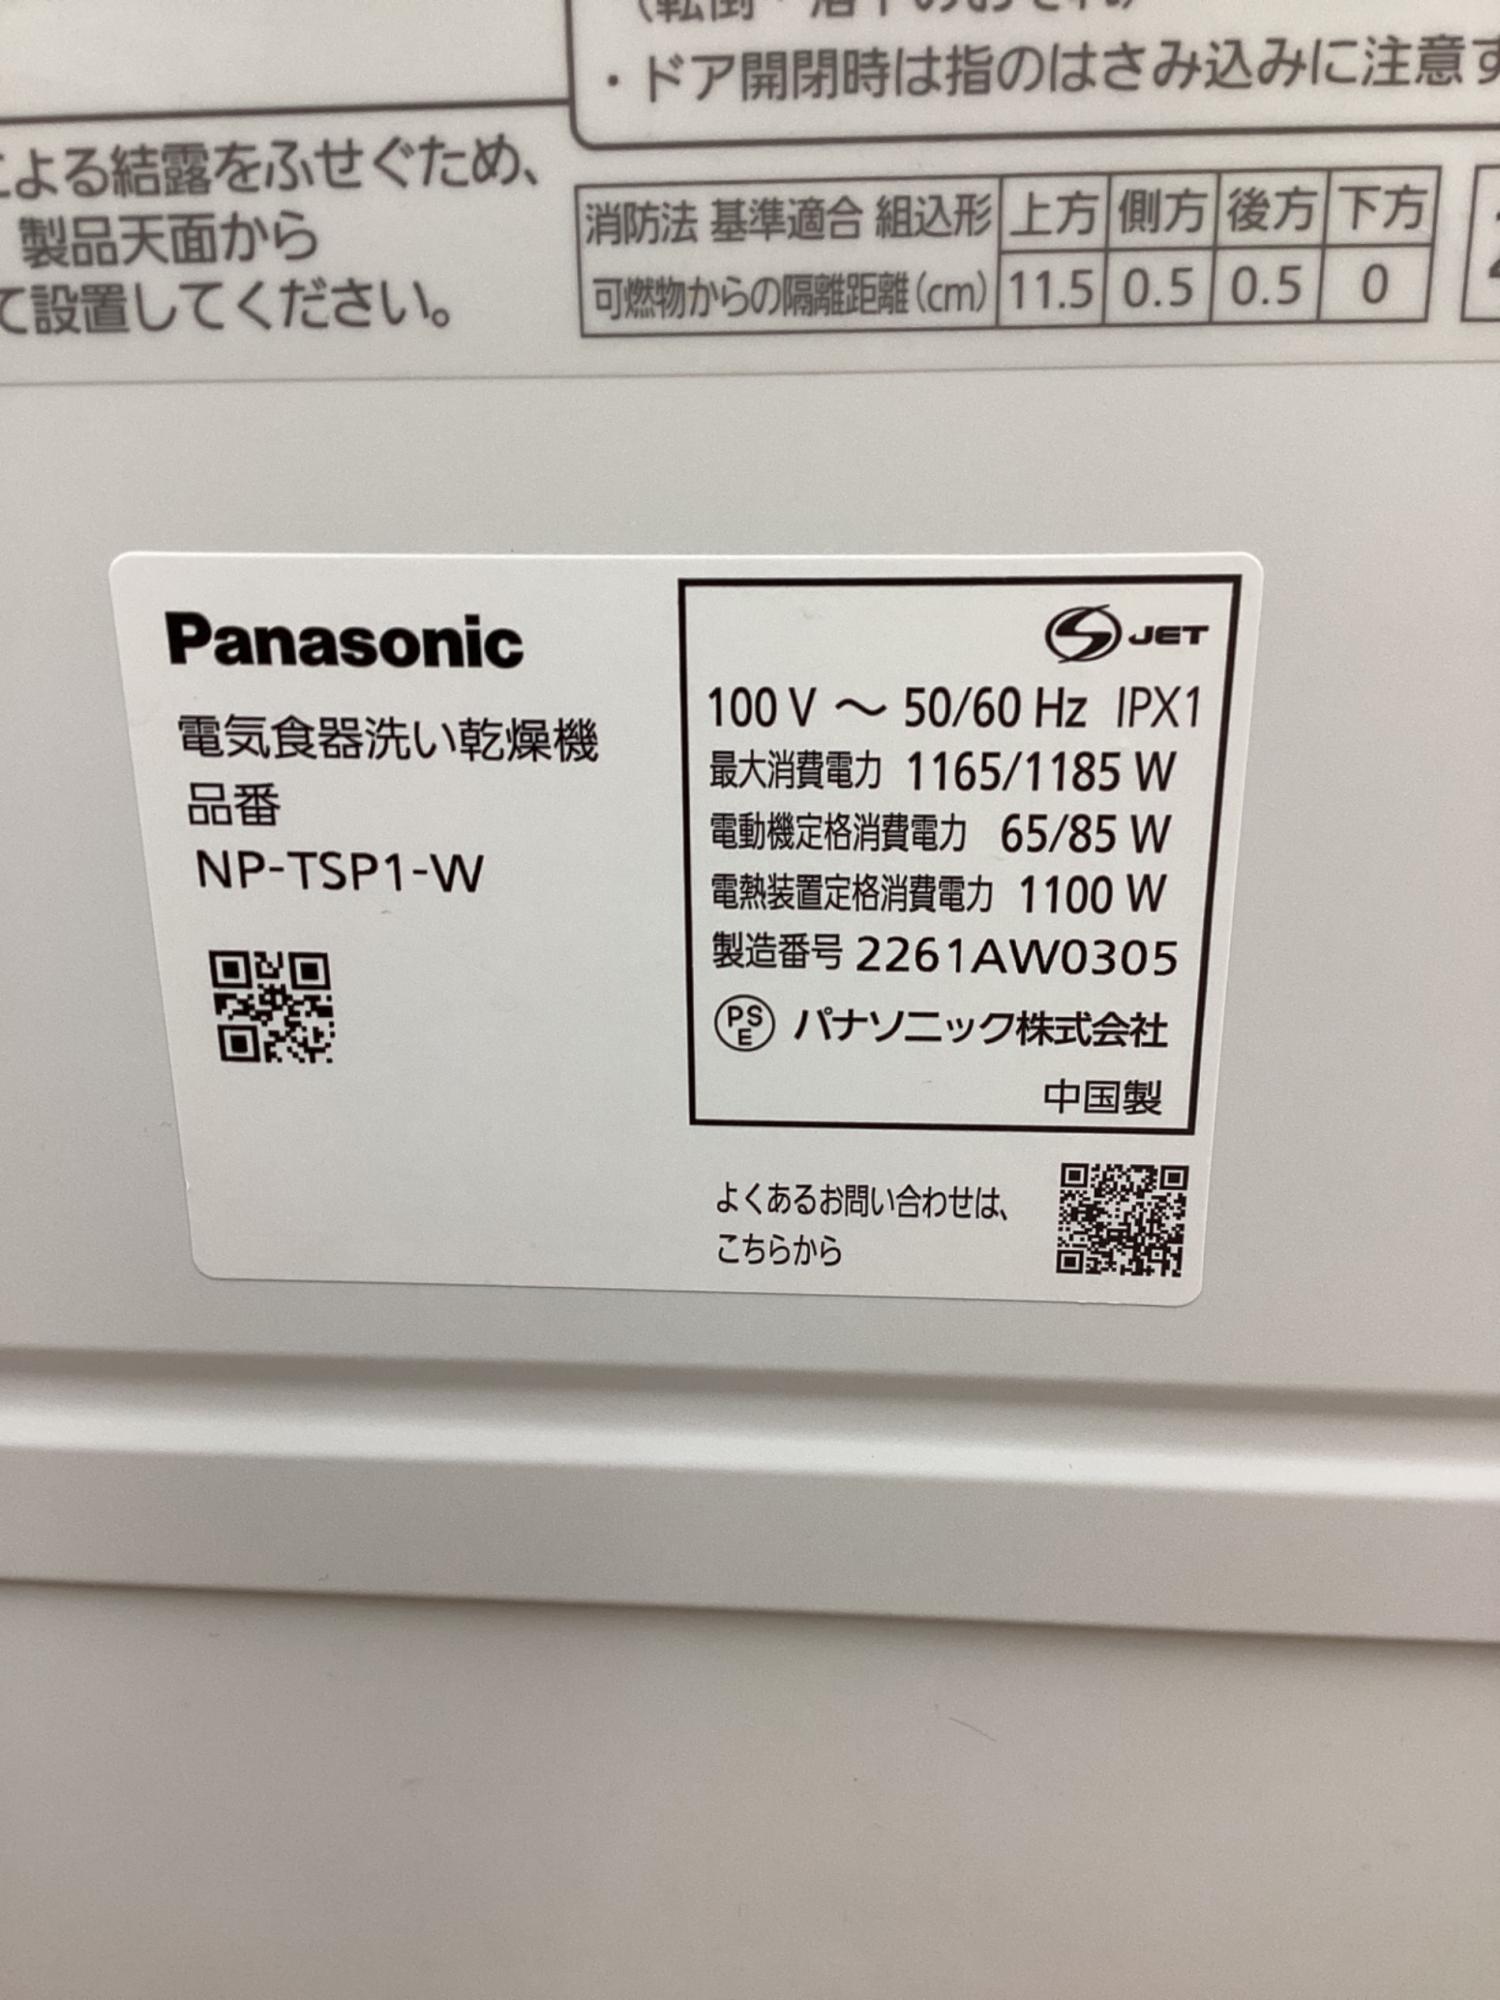 ・ドア開閉時は指のはさみ込みに注意す
よる結露をふせぐため、
製品天面から
て設置してください。
消防法 基準適合 組込形 上方 側方 後方 下方
可燃物からの隔離距離(cm) 11.5 0.5 0.5 0
Panasonic
電気食器洗い乾燥機
品番
NP-TSP1-W
JET
100 V ～ 50/60 Hz IPX1
最大消費電力 1165/1185 W
電動機定格消費電力 65/85 W
電熱装置定格消費電力 1100 W
製造番号 2261AW0305
PS
E
パナソニック株式会社
中国製
よくあるお問い合わせは、
こちらから